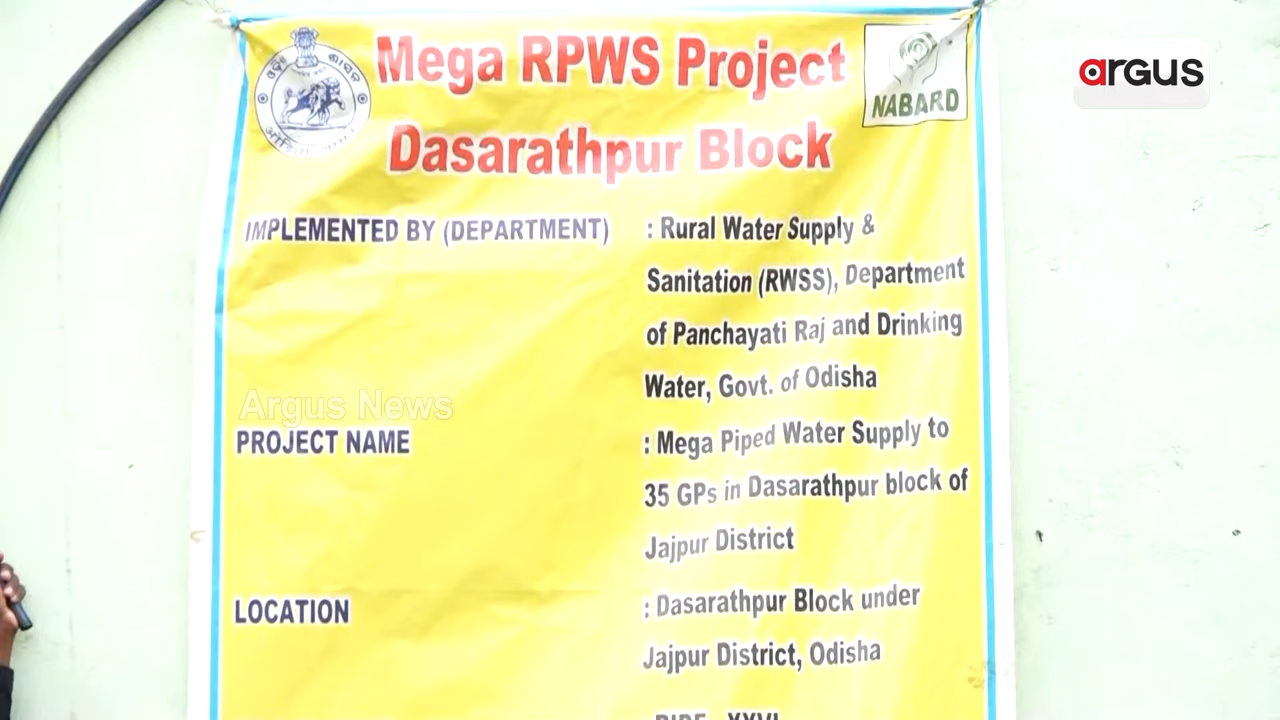 argus
Mega RPWS Project
NABARD
Dasarathpur Block
IMPLEMENTED BY (DEPARTMENT) : Rural Water Supply &
Sanitation (RWSS), Department
of Panchayati Raj and Drinking
Water, Govt. of Odisha
Argus News
PROJECT NAME : Mega Piped Water Supply to
35 GPs in Dasarathpur block of
Jajpur District
LOCATION : Dasarathpur Block under
Jajpur District, Odisha